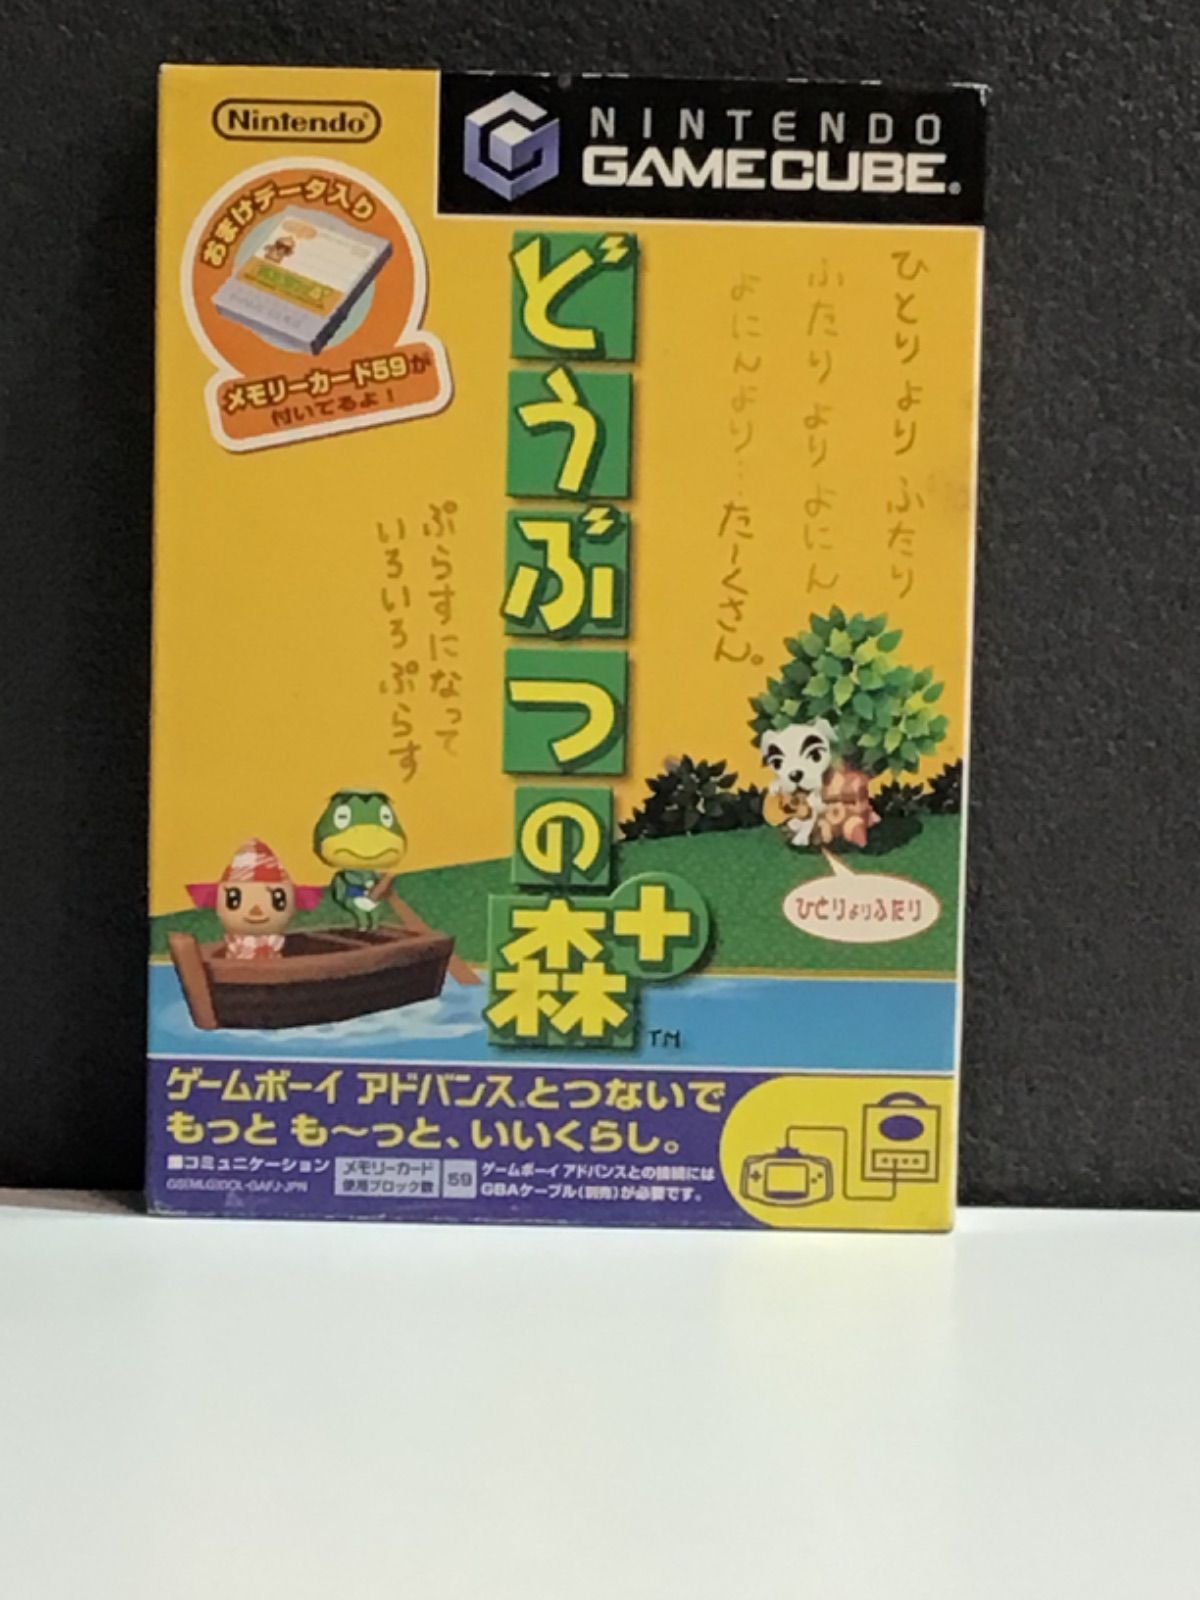 Nintendo
NINTENDO
GAMECUBE
おまけデータ入り
メモリーカード59が
付いてるよ!
どうぶつの森+
TM
ひとりよりふたり
ふたりよりよにん
よにんより…たーくさん。
ぷらすになって
いろいろぷらす
ひとりよりふたり
ゲームボーイ アドバンスとつないで
もっと も〜っと、いいくらし。
■コミュニケーション
GS(MLG)DOL-GAFJ-JPN
メモリーカード
使用ブロック数
59
ゲームボーイ アドバンスとの接続には
GBAケーブル(別売)が必要です。